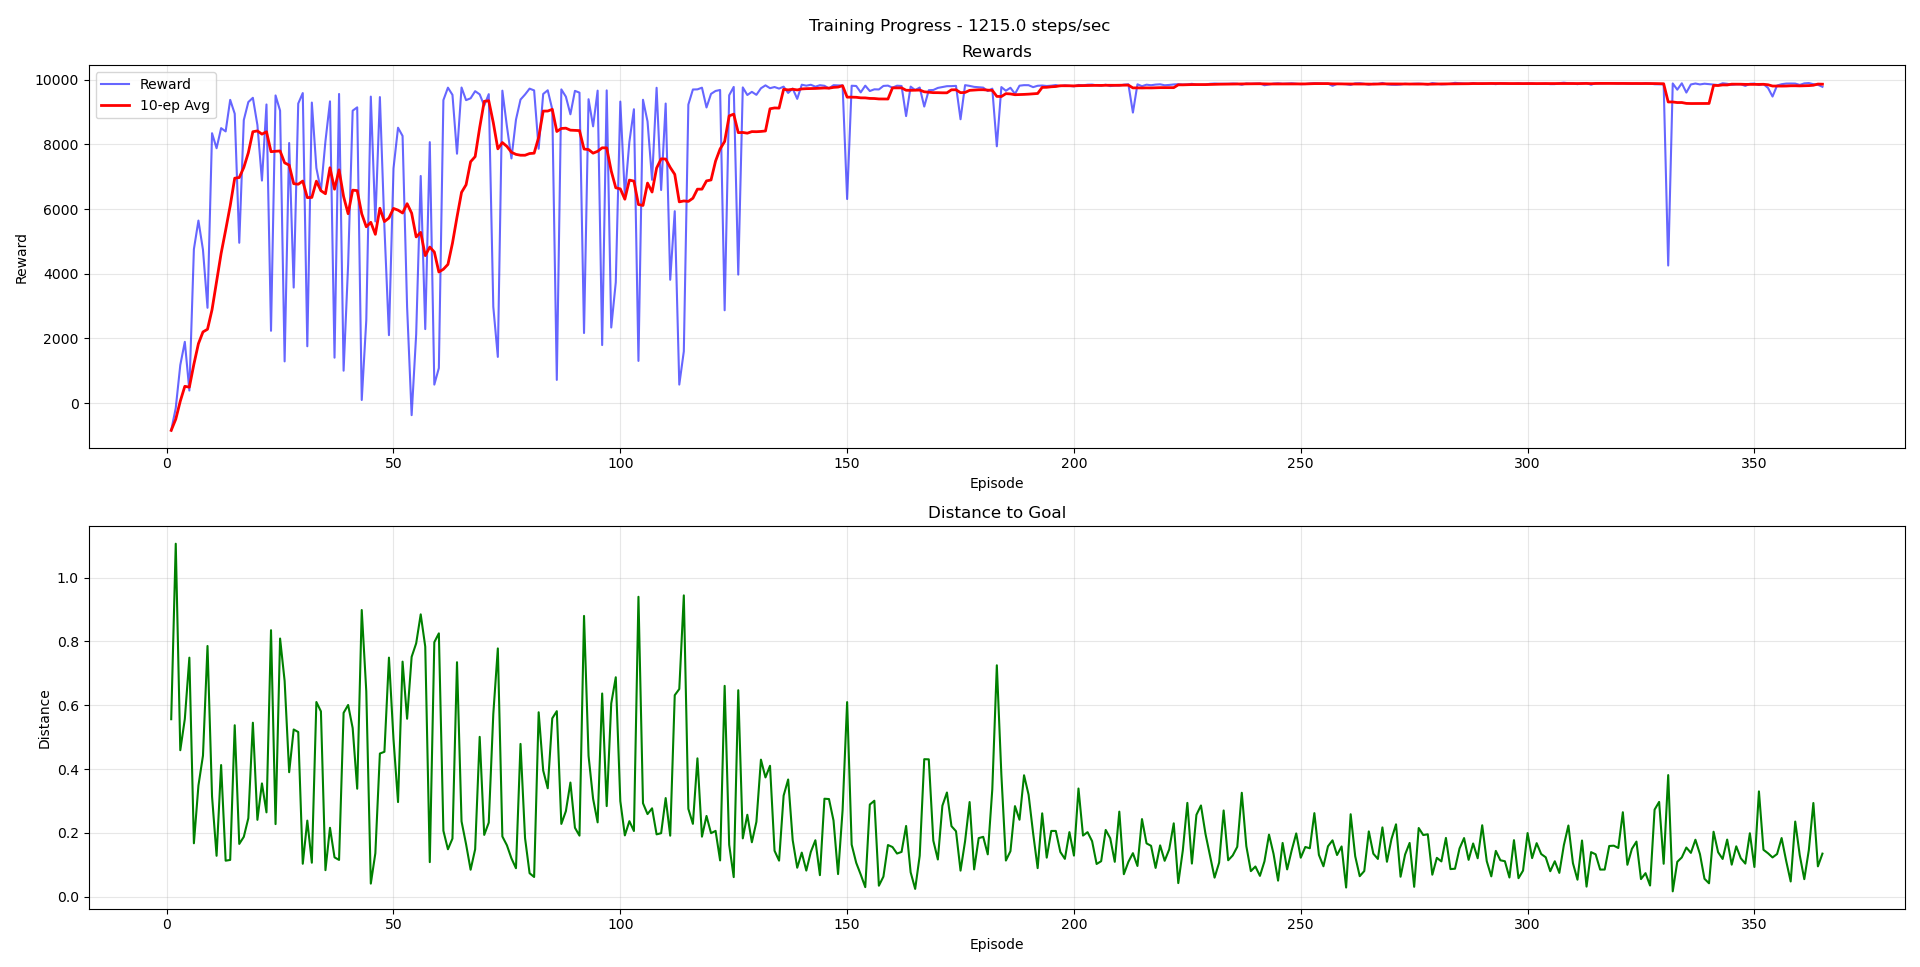 Training Progress - 1215.0 steps/sec
Rewards
Reward
10-ep Avg
10000
8000
6000
4000
2000
0
Reward
0 50 100 150 200 250 300 350
Episode
Distance to Goal
1.0
0.8
0.6
0.4
0.2
0.0
Distance
0 50 100 150 200 250 300 350
Episode